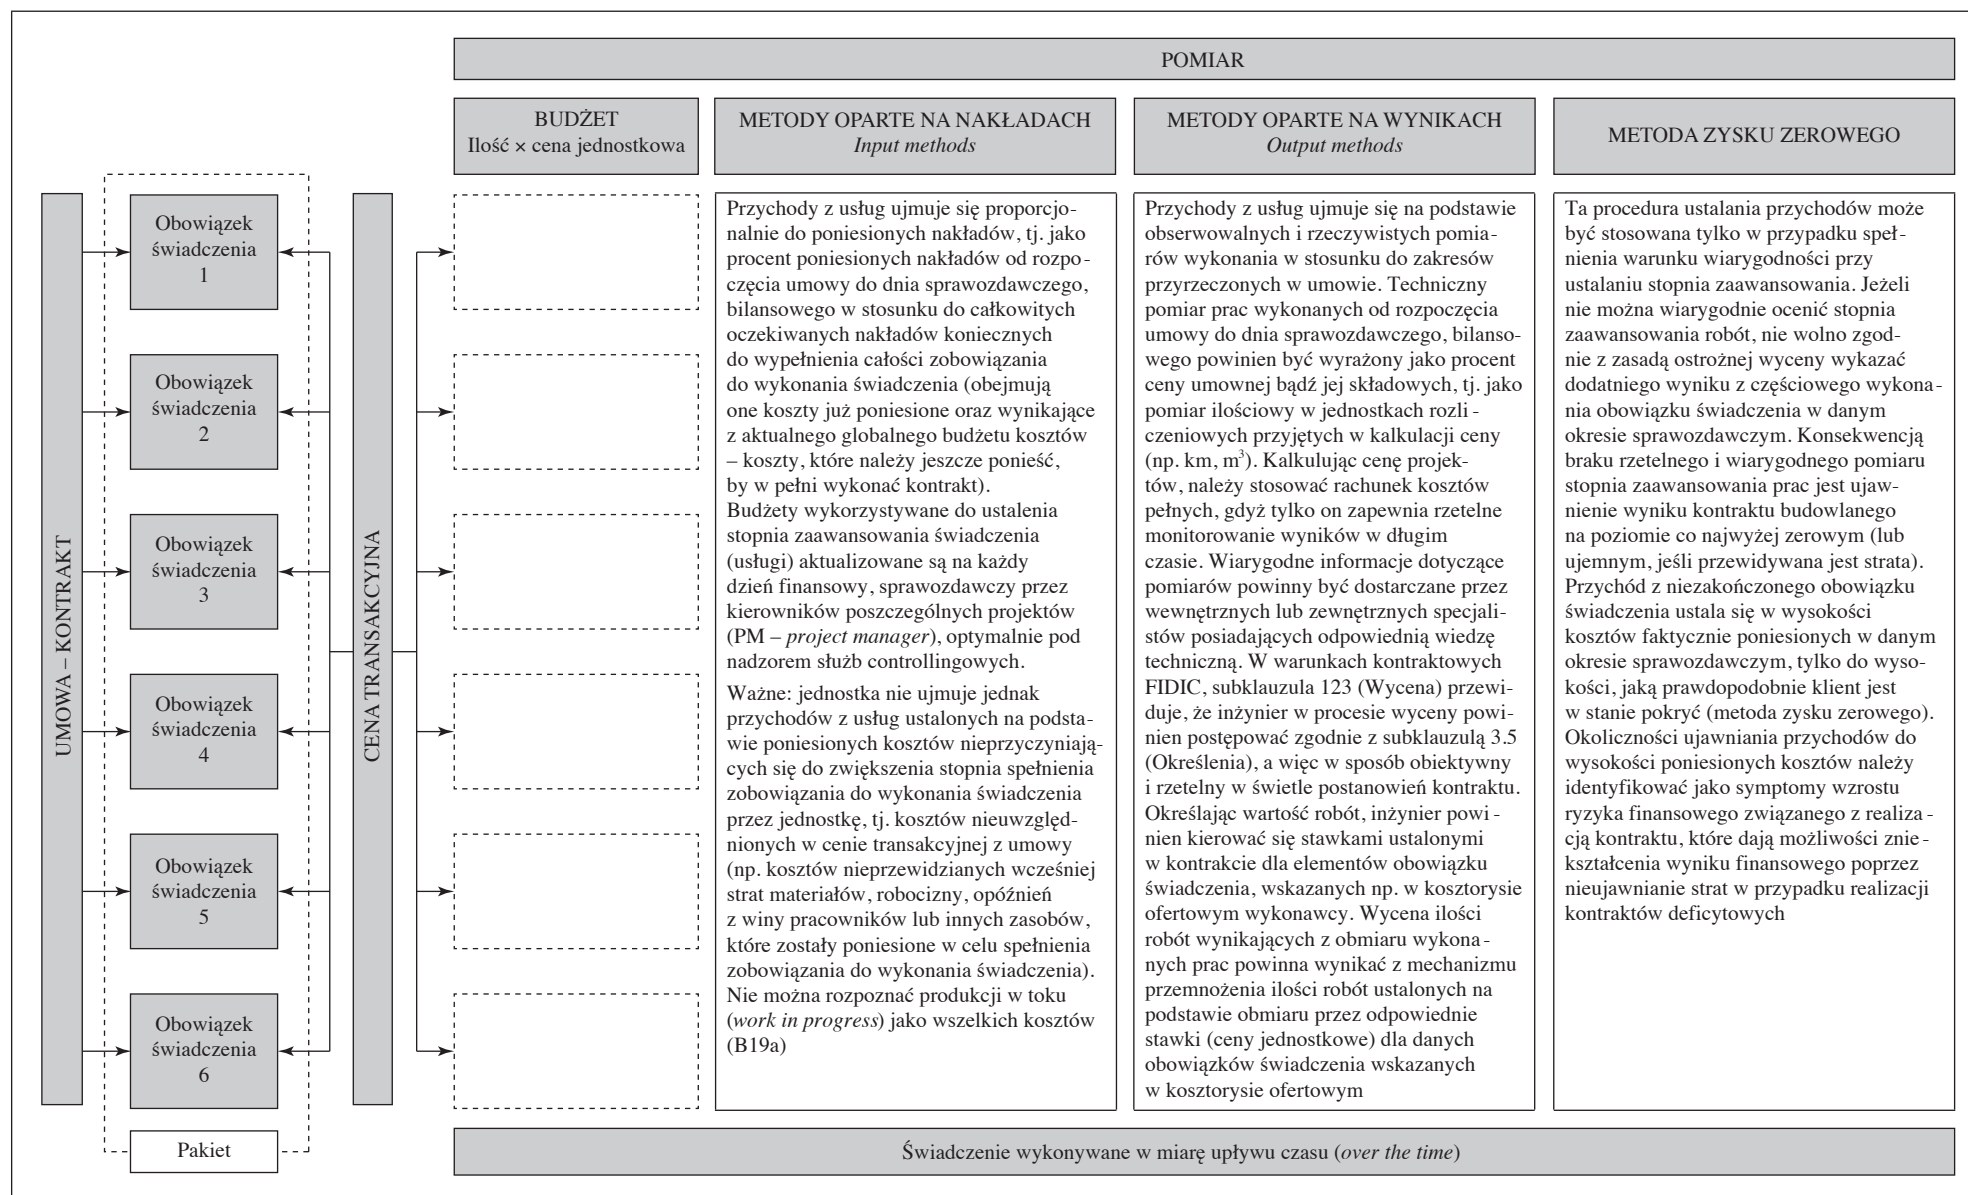 POMIAR
BUDŻET
Ilość × cena jednostkowa
METODY OPARTE NA NAKŁADACH
Input methods
METODY OPARTE NA WYNIKACH
Output methods
METODA ZYSKU ZEROWEGO
UMOWA – KONTRAKT
Obowiązek
świadczenia
1
Obowiązek
świadczenia
2
Obowiązek
świadczenia
3
Obowiązek
świadczenia
4
Obowiązek
świadczenia
5
Obowiązek
świadczenia
6
Pakiet
CENA TRANSAKCYJNA
Przychody z usług ujmuje się proporcjo-
nalnie do poniesionych nakładów, tj. jako
procent poniesionych nakładów od rozpo-
częcia umowy do dnia sprawozdawczego,
bilansowego w stosunku do całkowitych
oczekiwanych nakładów koniecznych
do wypełnienia całości zobowiązania
do wykonania świadczenia (obejmują
one koszty już poniesione oraz wynikające
z aktualnego globalnego budżetu kosztów
– koszty, które należy jeszcze ponieść,
by w pełni wykonać kontrakt).
Budżety wykorzystywane do ustalenia
stopnia zaawansowania świadczenia
(usługi) aktualizowane są na każdy
dzień finansowy, sprawozdawczy przez
kierowników poszczególnych projektów
(PM – project manager), optymalnie pod
nadzorem służb controllingowych.
Ważne: jednostka nie ujmuje jednak
przychodów z usług ustalonych na podsta-
wie poniesionych kosztów nieprzyczyniają-
cych się do zwiększenia stopnia spełnienia
zobowiązania do wykonania świadczenia
przez jednostkę, tj. kosztów nieuwzględ-
nionych w cenie transakcyjnej z umowy
(np. kosztów nieprzewidzianych wcześniej
strat materiałów, robocizny, opóźnień
z winy pracowników lub innych zasobów,
które zostały poniesione w celu spełnienia
zobowiązania do wykonania świadczenia).
Nie można rozpoznać produkcji w toku
(work in progress) jako wszelkich kosztów
(B19a)
Przychody z usług ujmuje się na podstawie
obserwowalnych i rzeczywistych pomia-
rów wykonania w stosunku do zakresów
przyrzeczonych w umowie. Techniczny
pomiar prac wykonanych od rozpoczęcia
umowy do dnia sprawozdawczego, bilanso-
wego powinien być wyrażony jako procent
ceny umownej bądź jej składowych, tj. jako
pomiar ilościowy w jednostkach rozli-
czeniowych przyjętych w kalkulacji ceny
(np. km, m³). Kalkulując cenę projek-
tów, należy stosować rachunek kosztów
pełnych, gdyż tylko on zapewnia rzetelne
monitorowanie wyników w długim
czasie. Wiarygodne informacje dotyczące
pomiarów powinny być dostarczane przez
wewnętrznych lub zewnętrznych specjali-
stów posiadających odpowiednią wiedzę
techniczną. W warunkach kontraktowych
FIDIC, subklauzula 123 (Wycena) przewi-
duje, że inżynier w procesie wyceny powi-
nien postępować zgodnie z subklauzulą 3.5
(Określenia), a więc w sposób obiektywny
i rzetelny w świetle postanowień kontraktu.
Określając wartość robót, inżynier powi-
nien kierować się stawkami ustalonymi
w kontrakcie dla elementów obowiązku
świadczenia, wskazanych np. w kosztorysie
ofertowym wykonawcy. Wycena ilości
robót wynikających z obmiaru wykona-
nych prac powinna wynikać z mechanizmu
przemnożenia ilości robót ustalonych na
podstawie obmiaru przez odpowiednie
stawki (ceny jednostkowe) dla danych
obowiązków świadczenia wskazanych
w kosztorysie ofertowym
Ta procedura ustalania przychodów może
być stosowana tylko w przypadku speł-
nienia warunku wiarygodności przy
ustalaniu stopnia zaawansowania. Jeżeli
nie można wiarygodnie ocenić stopnia
zaawansowania robót, nie wolno zgod-
nie z zasadą ostrożnej wyceny wykazać
dodatniego wyniku z częściowego wykona-
nia obowiązku świadczenia w danym
okresie sprawozdawczym. Konsekwencją
braku rzetelnego i wiarygodnego pomiaru
stopnia zaawansowania prac jest ujaw-
nienie wyniku kontraktu budowlanego
na poziomie co najwyżej zerowym (lub
ujemnym, jeśli przewidywana jest strata).
Przychód z niezakończonego obowiązku
świadczenia ustala się w wysokości
kosztów faktycznie poniesionych w danym
okresie sprawozdawczym, tylko do wyso-
kości, jaką prawdopodobnie klient jest
w stanie pokryć (metoda zysku zerowego).
Okoliczności ujawniania przychodów do
wysokości poniesionych kosztów należy
identyfikować jako symptomy wzrostu
ryzyka finansowego związanego z realiza-
cją kontraktu, które dają możliwości znie-
kształcenia wyniku finansowego poprzez
nieujawnianie strat w przypadku realizacji
kontraktów deficytowych
Świadczenie wykonywane w miarę upływu czasu (over the time)